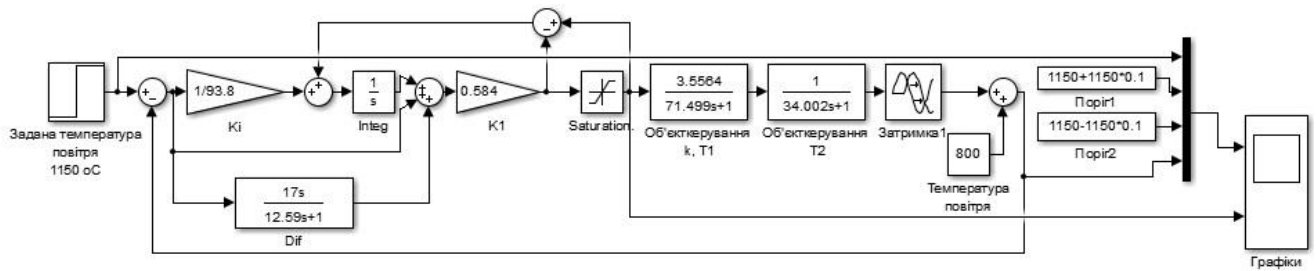 Задана температура
повітря
1150 оС
1/93.8
Ki
1
s
Integ
0.584
K1
17s
12.59s+1
Dif
Saturation.
3.5564
71.499s+1
Об'єкткерування
k, T1
1
34.002s+1
Об'єкткерування
T2
Затримка1
800
Температура
повітря
1150+1150*0.1
Поріг1
1150-1150*0.1
Поріг2
Графіки